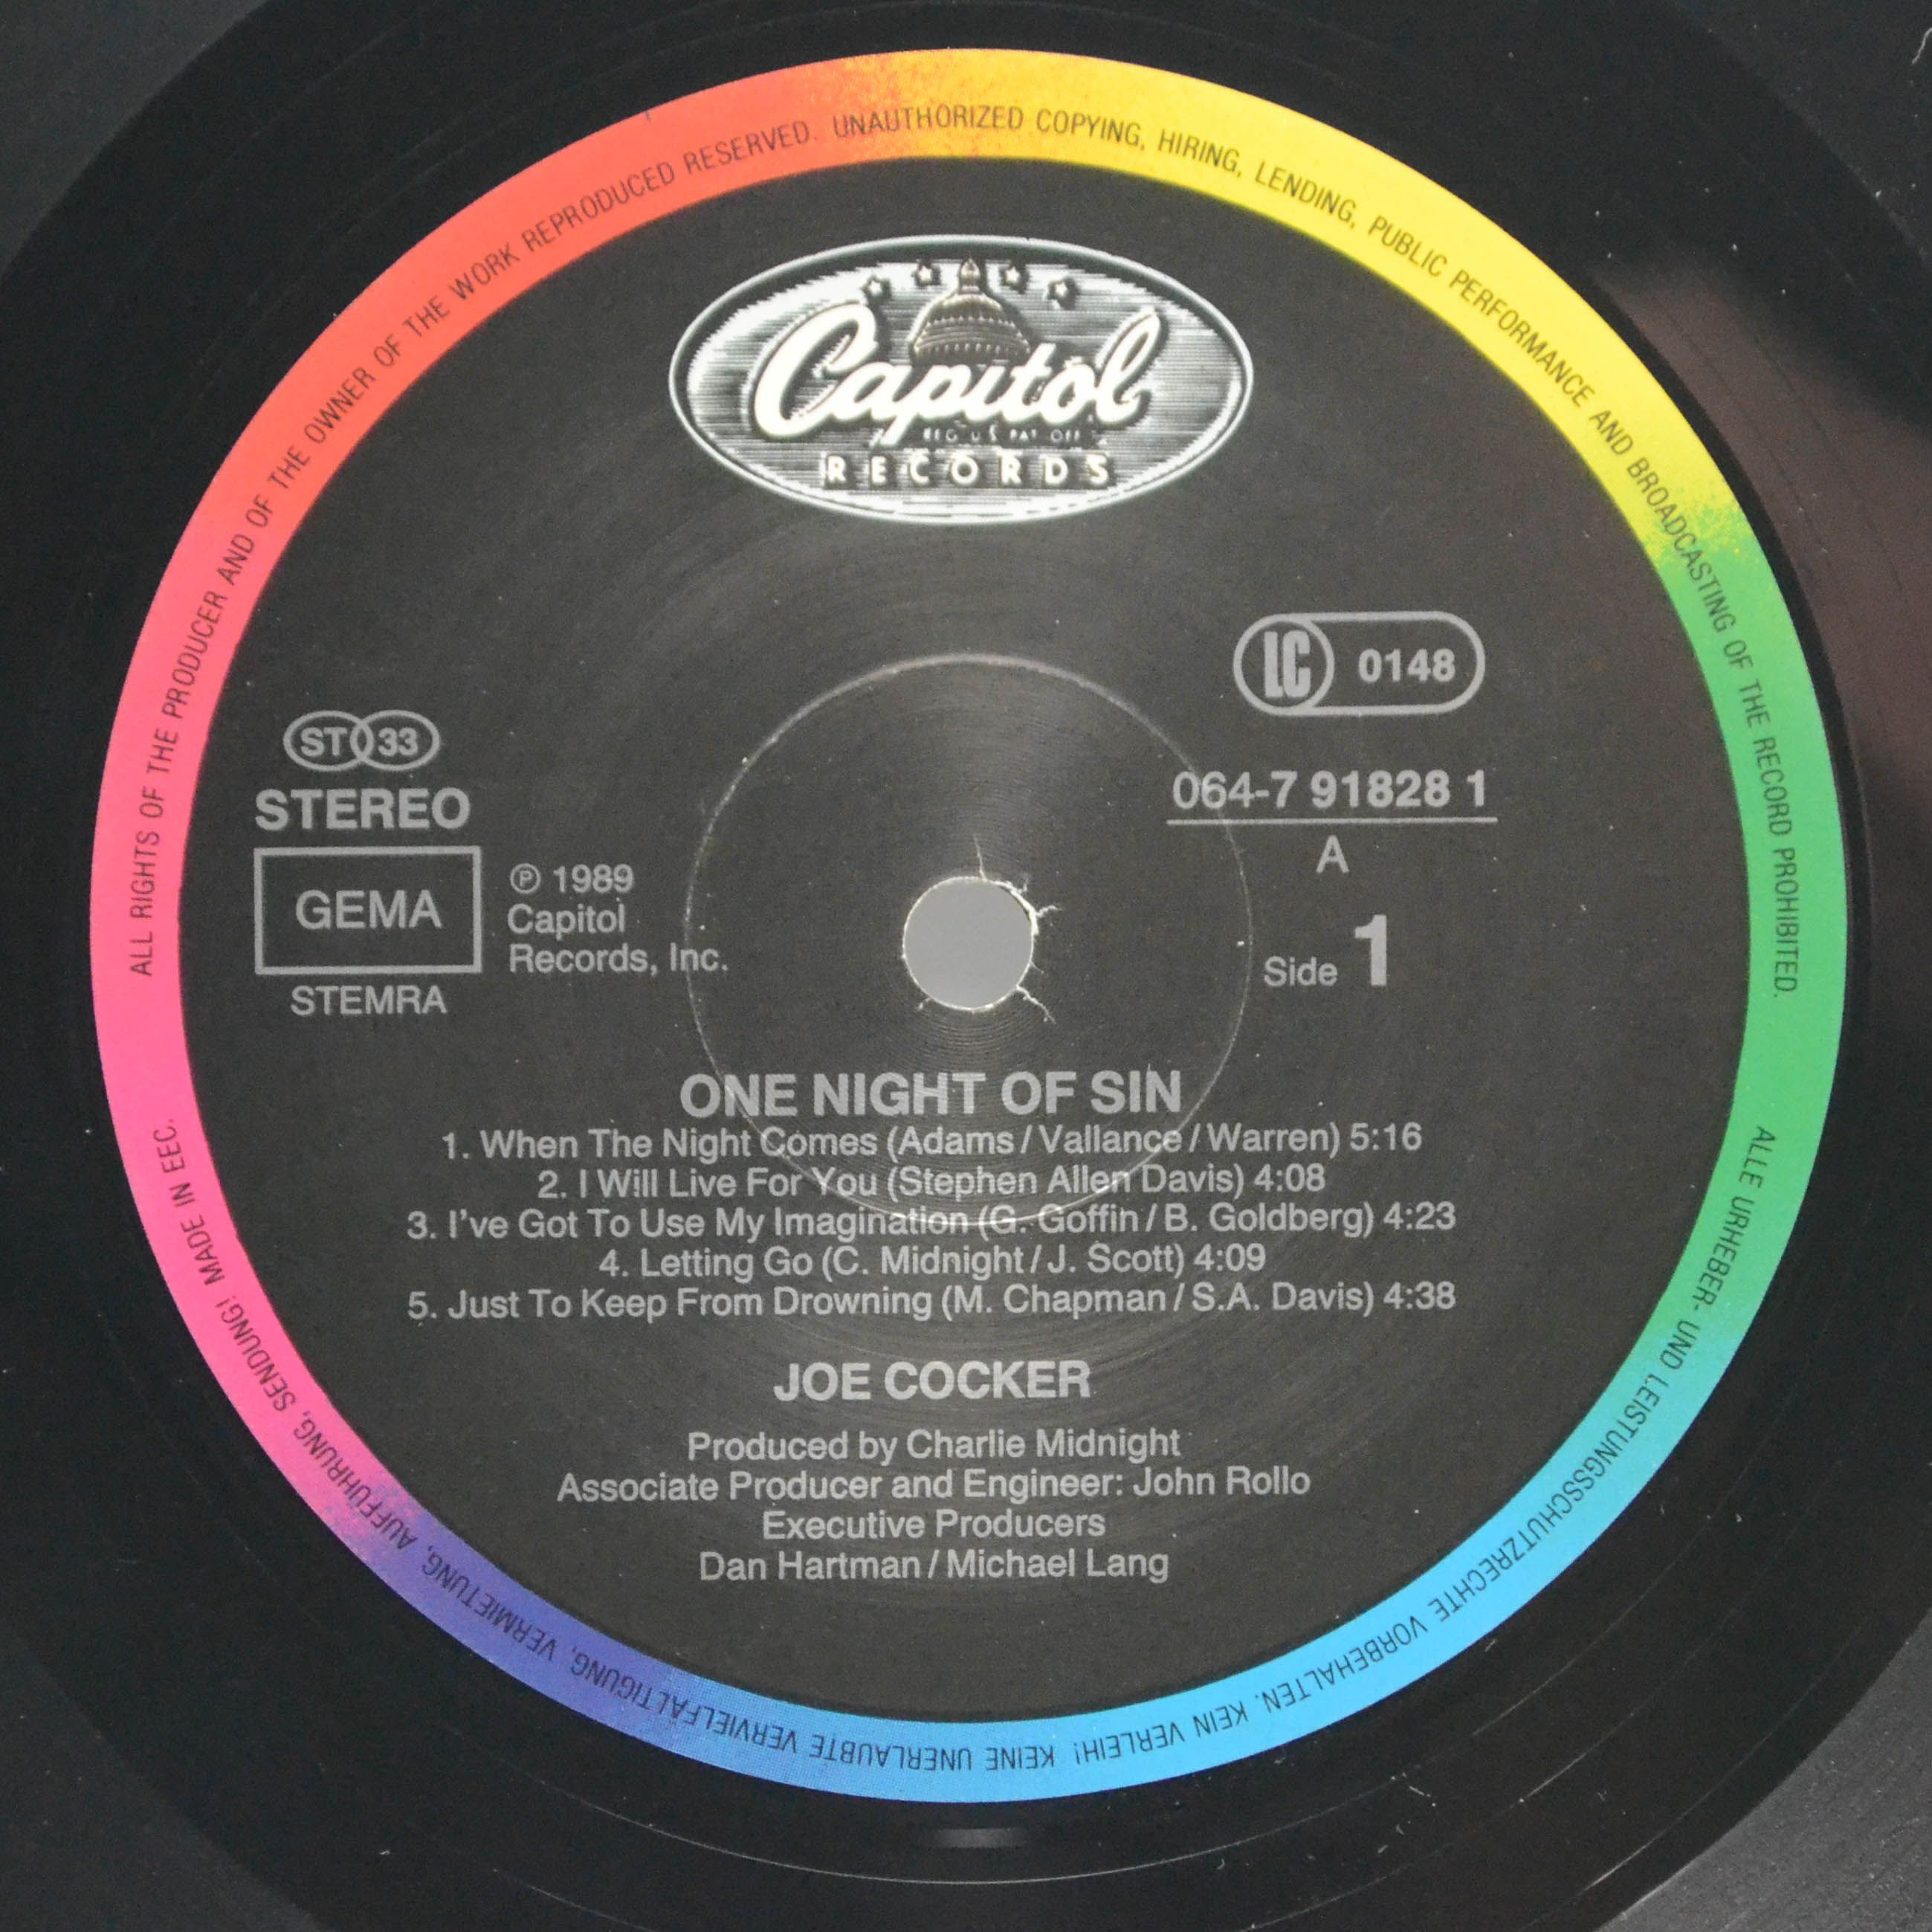 ALL RIGHTS OF THE PRODUCER AND OF THE OWNER OF THE WORK REPRODUCED RESERVED. UNAUTHORIZED COPYING, HIRING, LENDING, PUBLIC PERFORMANCE AND BROADCASTING OF THE RECORD PROHIBITED.
Capitol
REG U S PAT OFF
RECORDS
LC 0148
ST 33
STEREO
GEMA
STEMRA
℗ 1989
Capitol
Records, Inc.
064-7 91828 1
A
Side 1
ONE NIGHT OF SIN
1. When The Night Comes (Adams / Vallance / Warren) 5:16
2. I Will Live For You (Stephen Allen Davis) 4:08
3. I've Got To Use My Imagination (G. Goffin / B. Goldberg) 4:23
4. Letting Go (C. Midnight / J. Scott) 4:09
5. Just To Keep From Drowning (M. Chapman / S.A. Davis) 4:38
JOE COCKER
Produced by Charlie Midnight
Associate Producer and Engineer: John Rollo
Executive Producers
Dan Hartman / Michael Lang
ALLE URHEBER- UND LEISTUNGSSCHUTZRECHTE VORBEHALTEN. KEIN VERLEIH! KEINE UNERLAUBTE VERVIELFÄLTIGUNG, VERMIETUNG, AUFFÜHRUNG, SENDUNG! MADE IN EEC.